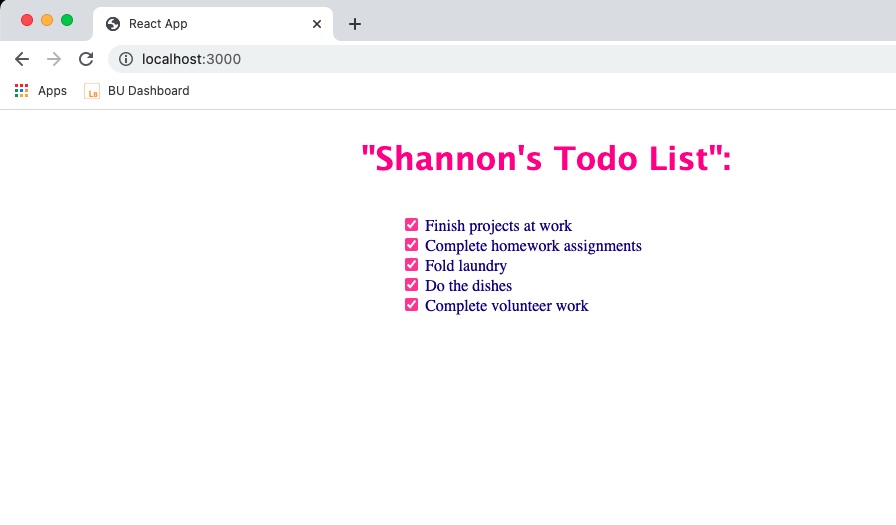 React App
localhost:3000
Apps
BU Dashboard
"Shannon's Todo List":
Finish projects at work
Complete homework assignments
Fold laundry
Do the dishes
Complete volunteer work